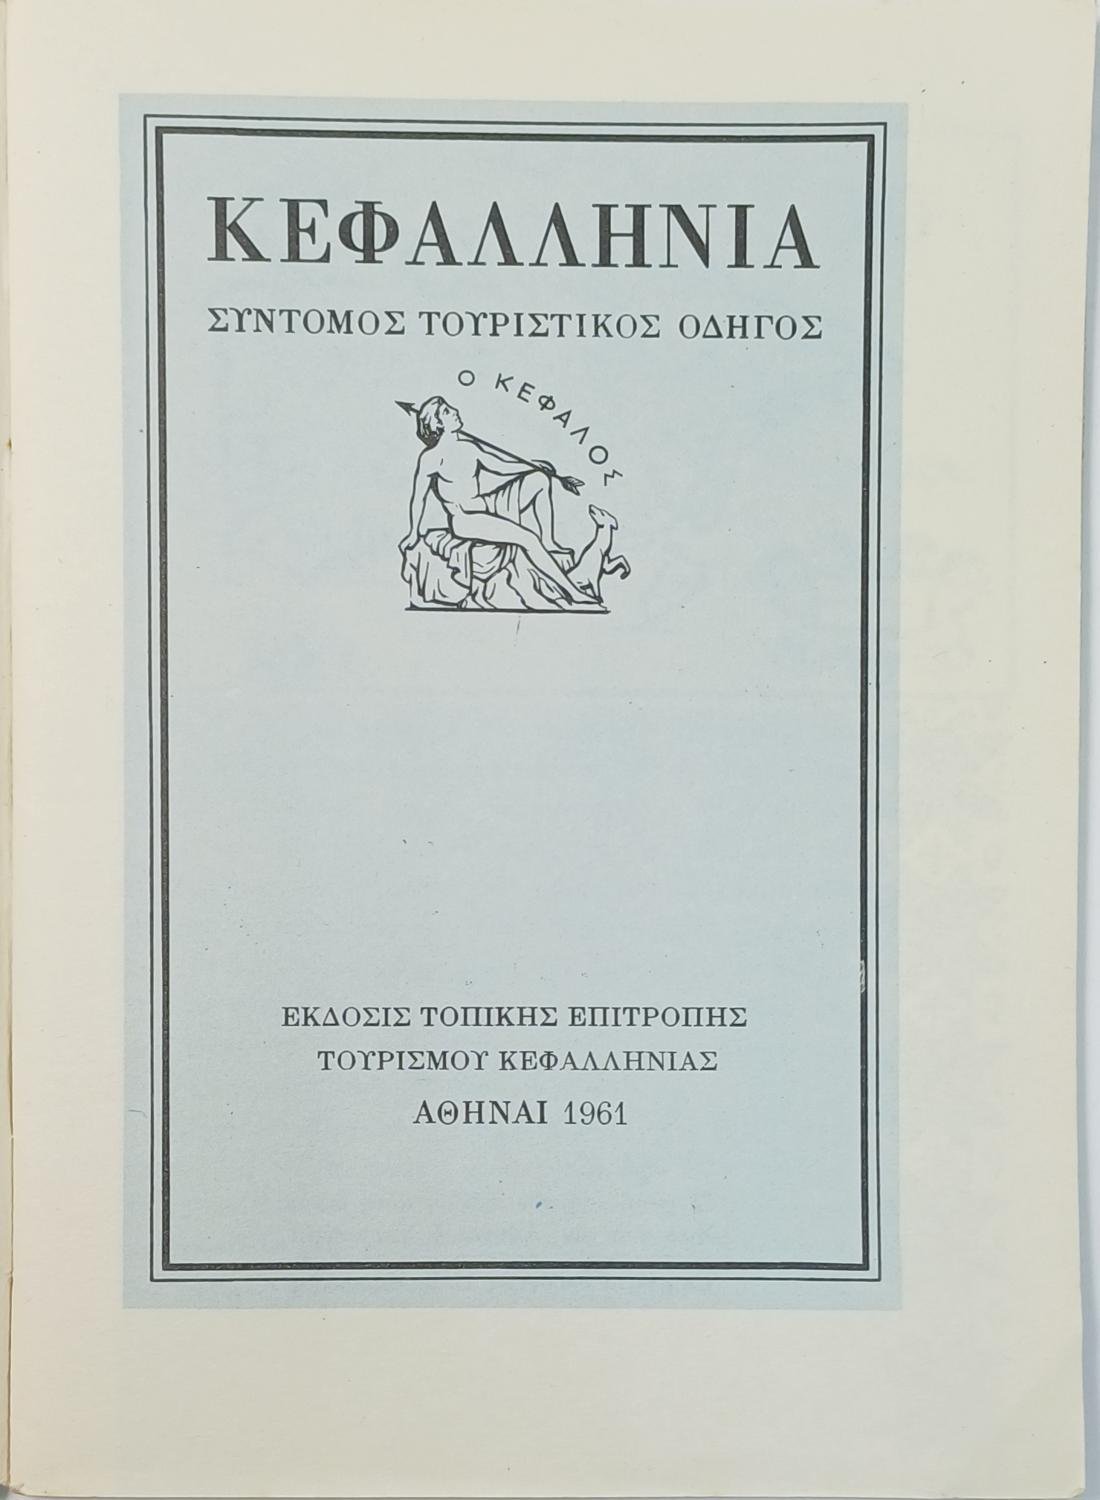 ΚΕΦΑΛΛΗΝΙΑ
ΣΥΝΤΟΜΟΣ ΤΟΥΡΙΣΤΙΚΟΣ ΟΔΗΓΟΣ
Ο ΚΕΦΑΛΟΣ
ΕΚΔΟΣΙΣ ΤΟΠΙΚΗΣ ΕΠΙΤΡΟΠΗΣ
ΤΟΥΡΙΣΜΟΥ ΚΕΦΑΛΛΗΝΙΑΣ
ΑΘΗΝΑΙ 1961